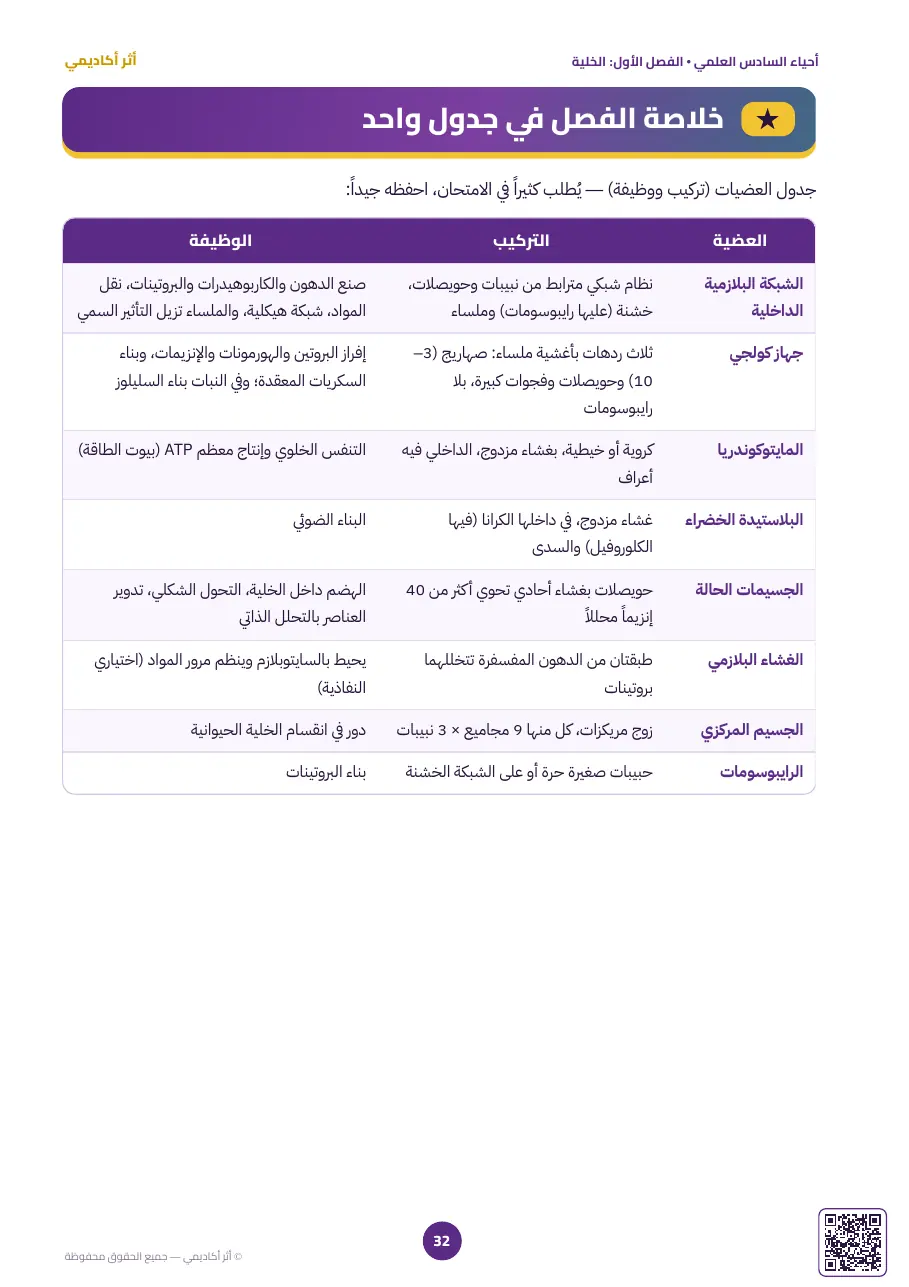 أحياء السادس العلمي • الفصل الأول: الخلية
أثر أكاديمي
خلاصة الفصل في جدول واحد
جدول العضيات (تركيب ووظيفة) — يُطلب كثيراً في الامتحان، احفظه جيداً:
العضية التركيب الوظيفة
الشبكة البلازمية الداخلية
نظام شبكي مترابط من نبيبات وحويصلات،
خشنة (عليها رايبوسومات) وملساء
صنع الدهون والكاربوهيدرات والبروتينات، نقل
المواد، شبكة هيكلية، والملساء تزيل التأثير السمي
جهاز كولجي
ثلاث ردهات بأغشية ملساء: صهاريج (3–
10) وحويصلات وفجوات كبيرة، بلا
رايبوسومات
إفراز البروتين والهورمونات والإنزيمات، وبناء
السكريات المعقدة؛ وفي النبات بناء السليلوز
المايتوكوندريا
كروية أو خيطية، بغشاء مزدوج، الداخلي فيه
أعراف
التنفس الخلوي وإنتاج معظم ATP (بيوت الطاقة)
البلاستيدة الخضراء
غشاء مزدوج، في داخلها الكرانا (فيها
الكلوروفيل) والسدى
البناء الضوئي
الجسيمات الحالة
حويصلات بغشاء أحادي تحوي أكثر من 40
إنزيماً محللاً
الهضم داخل الخلية، التحول الشكلي، تدوير
العناصر بالتحلل الذاتي
الغشاء البلازمي
طبقتان من الدهون المفسفرة تتخللهما
بروتينات
يحيط بالسايتوبلازم وينظم مرور المواد (اختياري
النفاذية)
الجسيم المركزي
زوج مريكزات، كل منها 9 مجاميع × 3 نبيبات
دور في انقسام الخلية الحيوانية
الرايبوسومات
حبيبات صغيرة حرة أو على الشبكة الخشنة
بناء البروتينات
32
© أثر أكاديمي — جميع الحقوق محفوظة